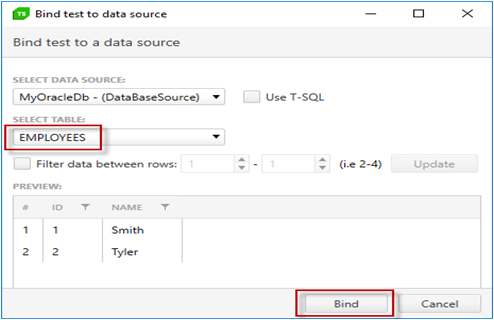 TS Bind test to data source
Bind test to a data source
SELECT DATA SOURCE:
MyOracleDb - (DataBaseSource)
Use T-SQL
SELECT TABLE:
EMPLOYEES
Filter data between rows: 1 - 1 (i.e 2-4) Update
PREVIEW:
# ID NAME
1 1 Smith
2 2 Tyler
Bind Cancel